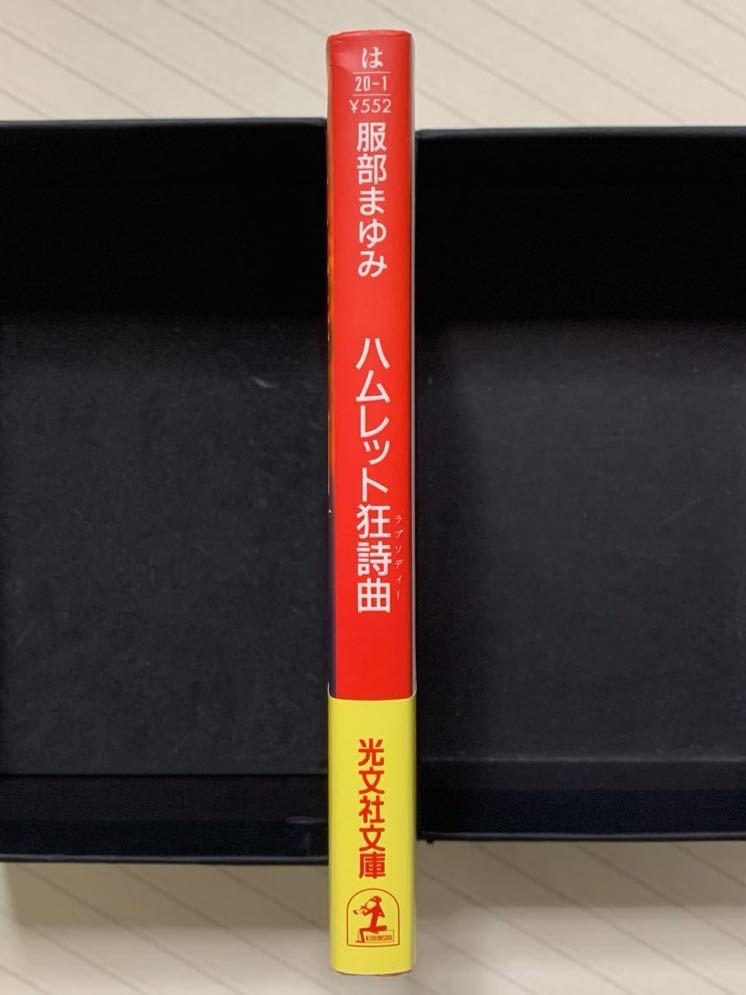 は
20-1
¥552
服部まゆみ
ハムレット狂詩曲
ラプソディー
光文社文庫
KOBUNSHA